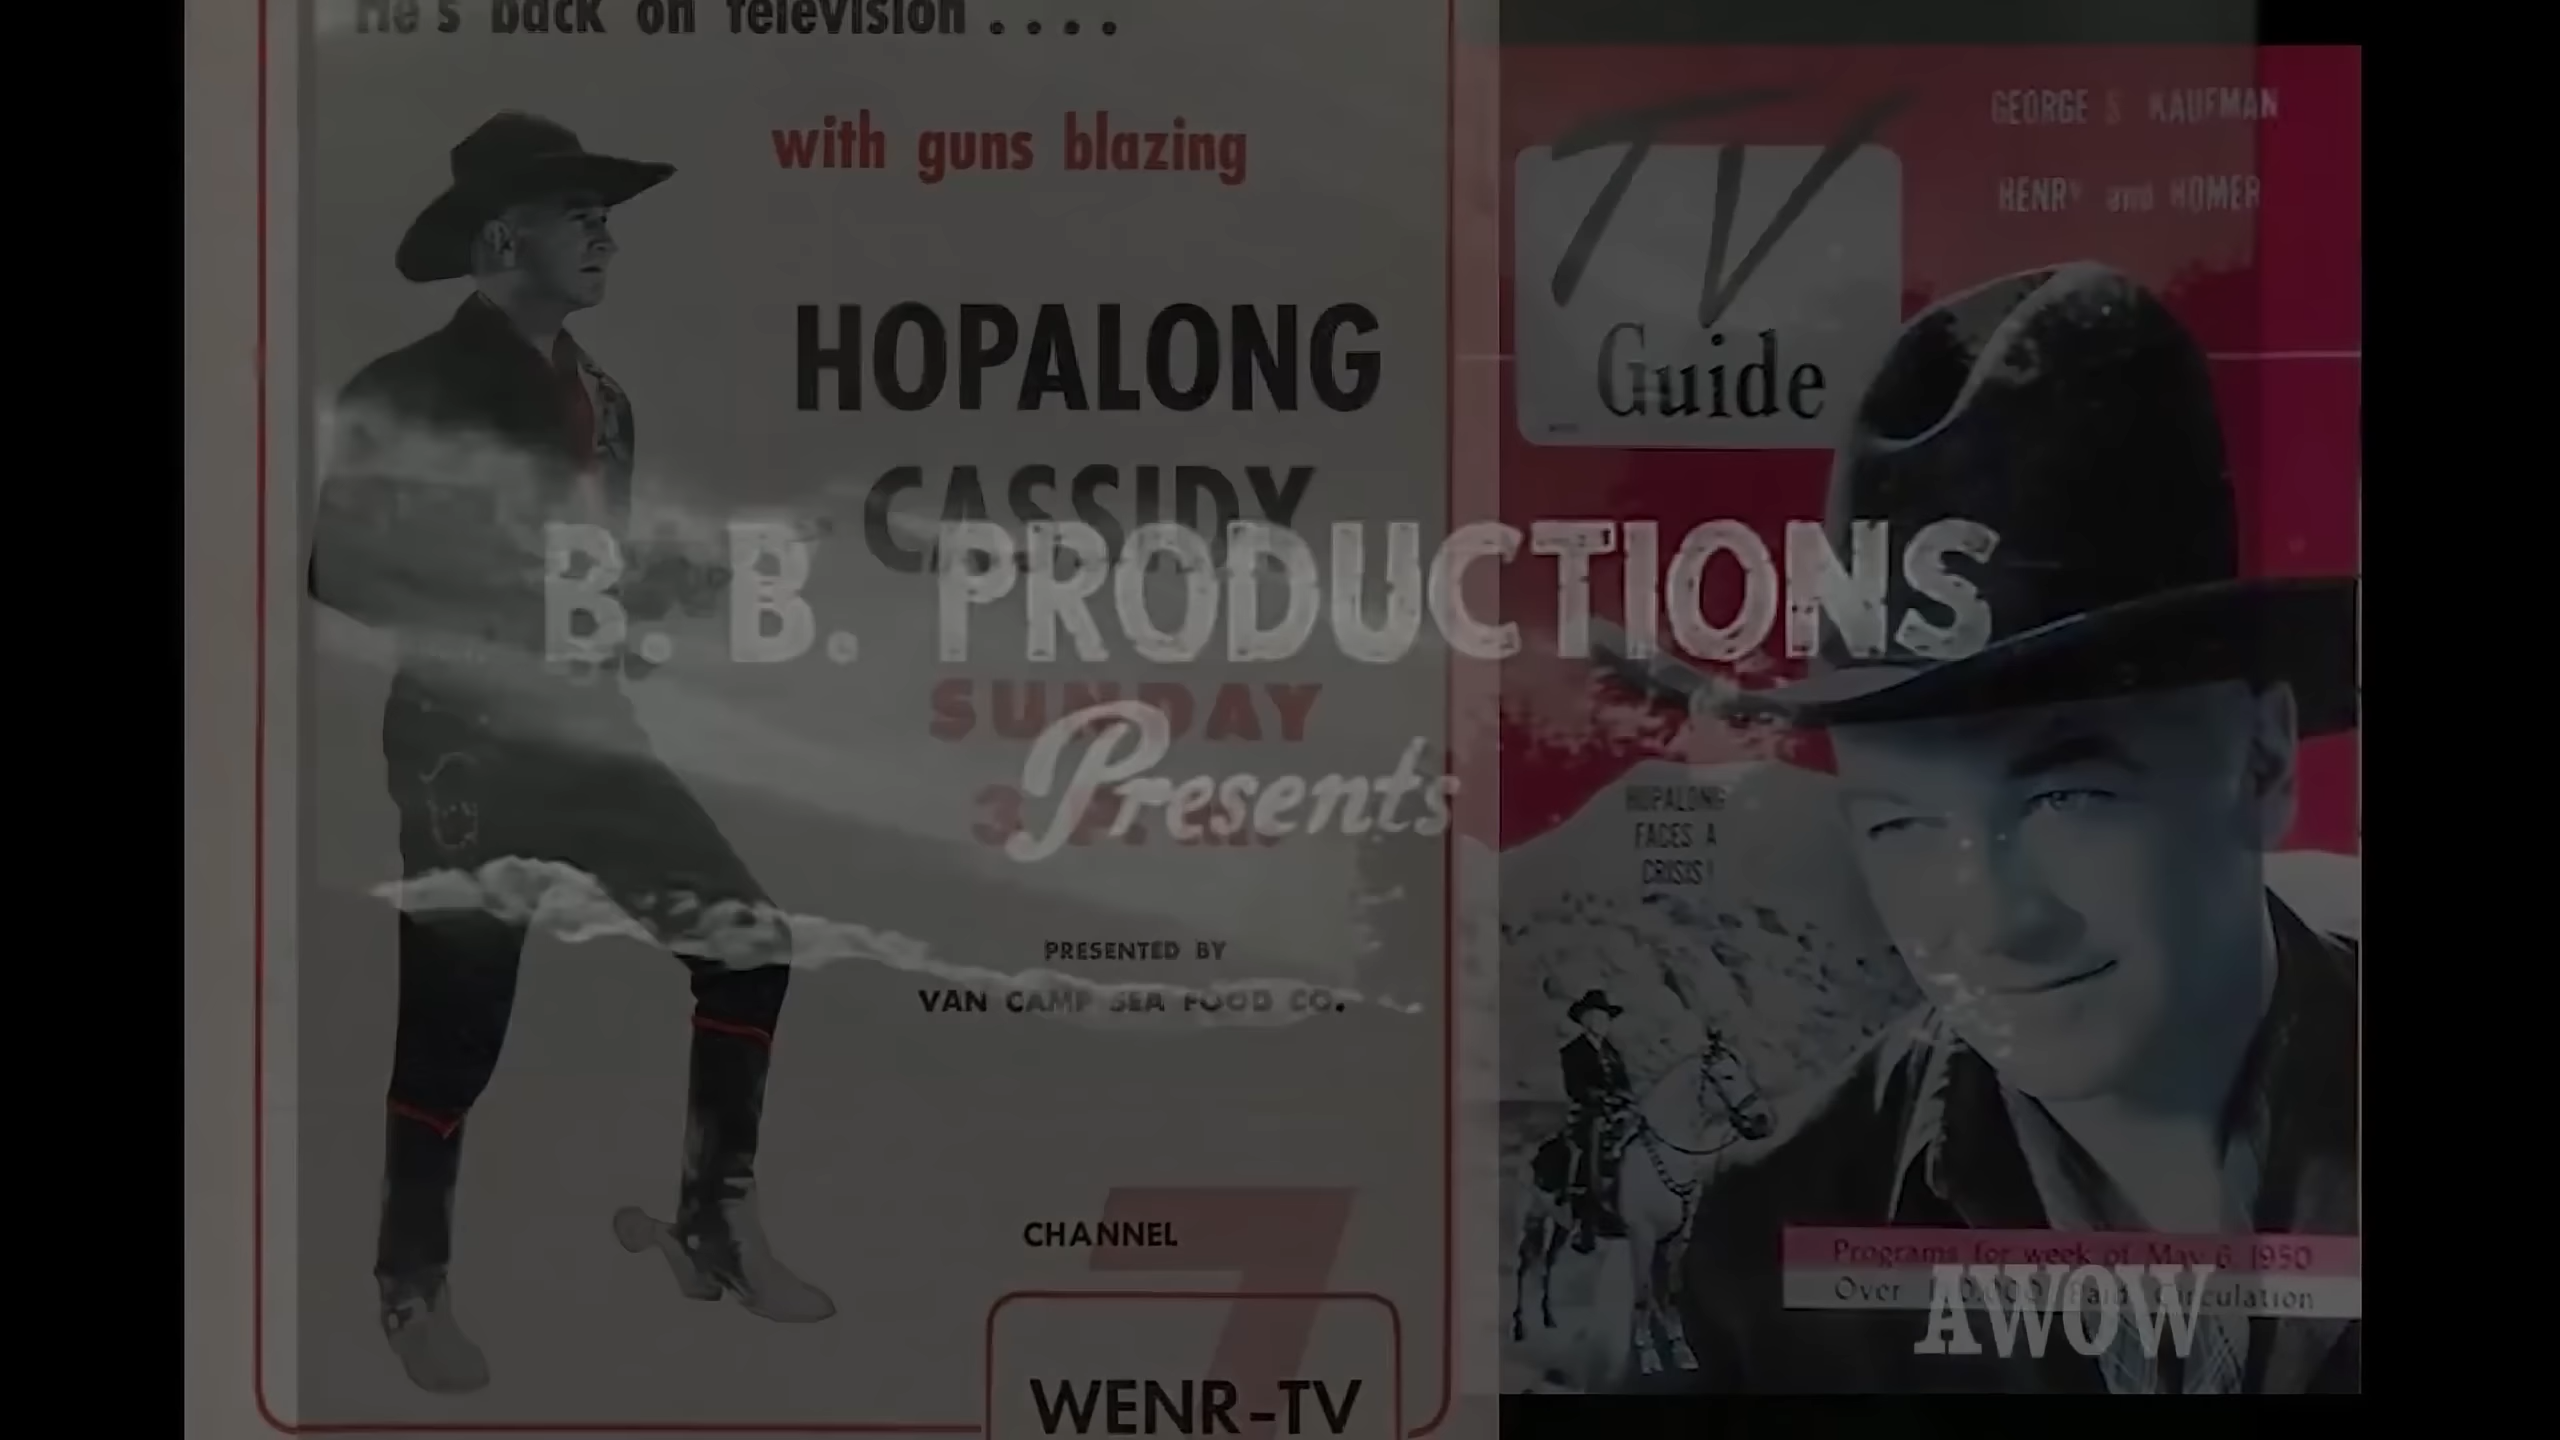 He's back on television . . . .
with guns blazing
HOPALONG
CASSIDY
SUNDAY
PRESENTED BY
VAN CAMP SEA FOOD CO.
CHANNEL
7
WENR-TV
B. B. PRODUCTIONS
Presents
TV
Guide
GEORGE S KAUFMAN
HENRY and HOMER
HOPALONG
FACES A
CRISIS!
Programs for week of May 6, 1950
Over Paid Circulation
AWOW